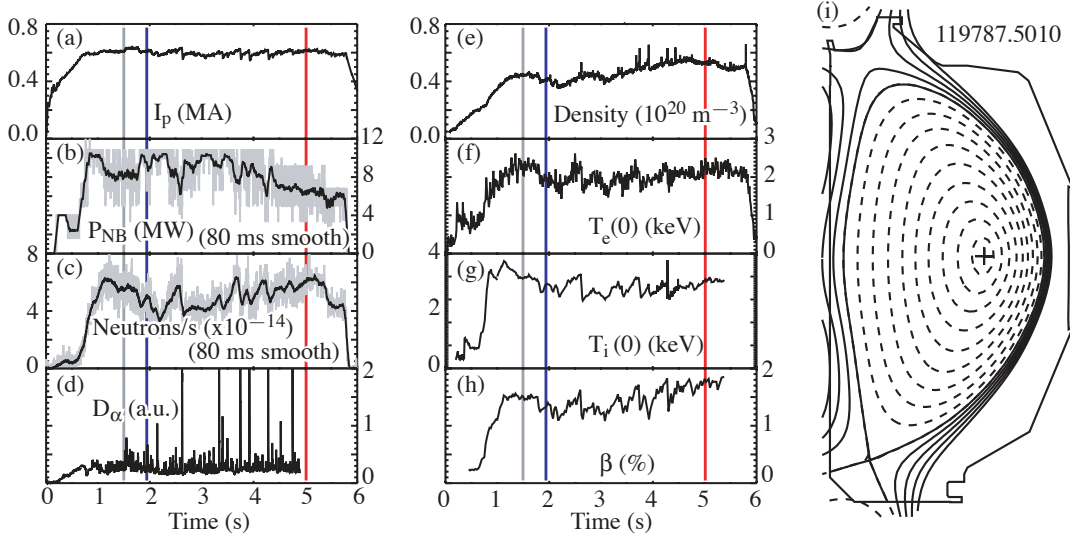 0.8
(a)
0.4
I_p (MA)
0.0
12
(b)
8
4
P_NB (MW)
(80 ms smooth)
0
8
(c)
4
Neutrons/s (x10^−14)
(80 ms smooth)
0
2
(d)
D_α (a.u.)
1
0
0 1 2 3 4 5 6
Time (s)
0.8
(e)
0.4
Density (10^20 m^−3)
0.0
3
(f)
2
1
T_e(0) (keV)
0
4
(g)
2
T_i (0) (keV)
0
2
(h)
1
β (%)
0
0 1 2 3 4 5 6
Time (s)
(i)
119787.5010